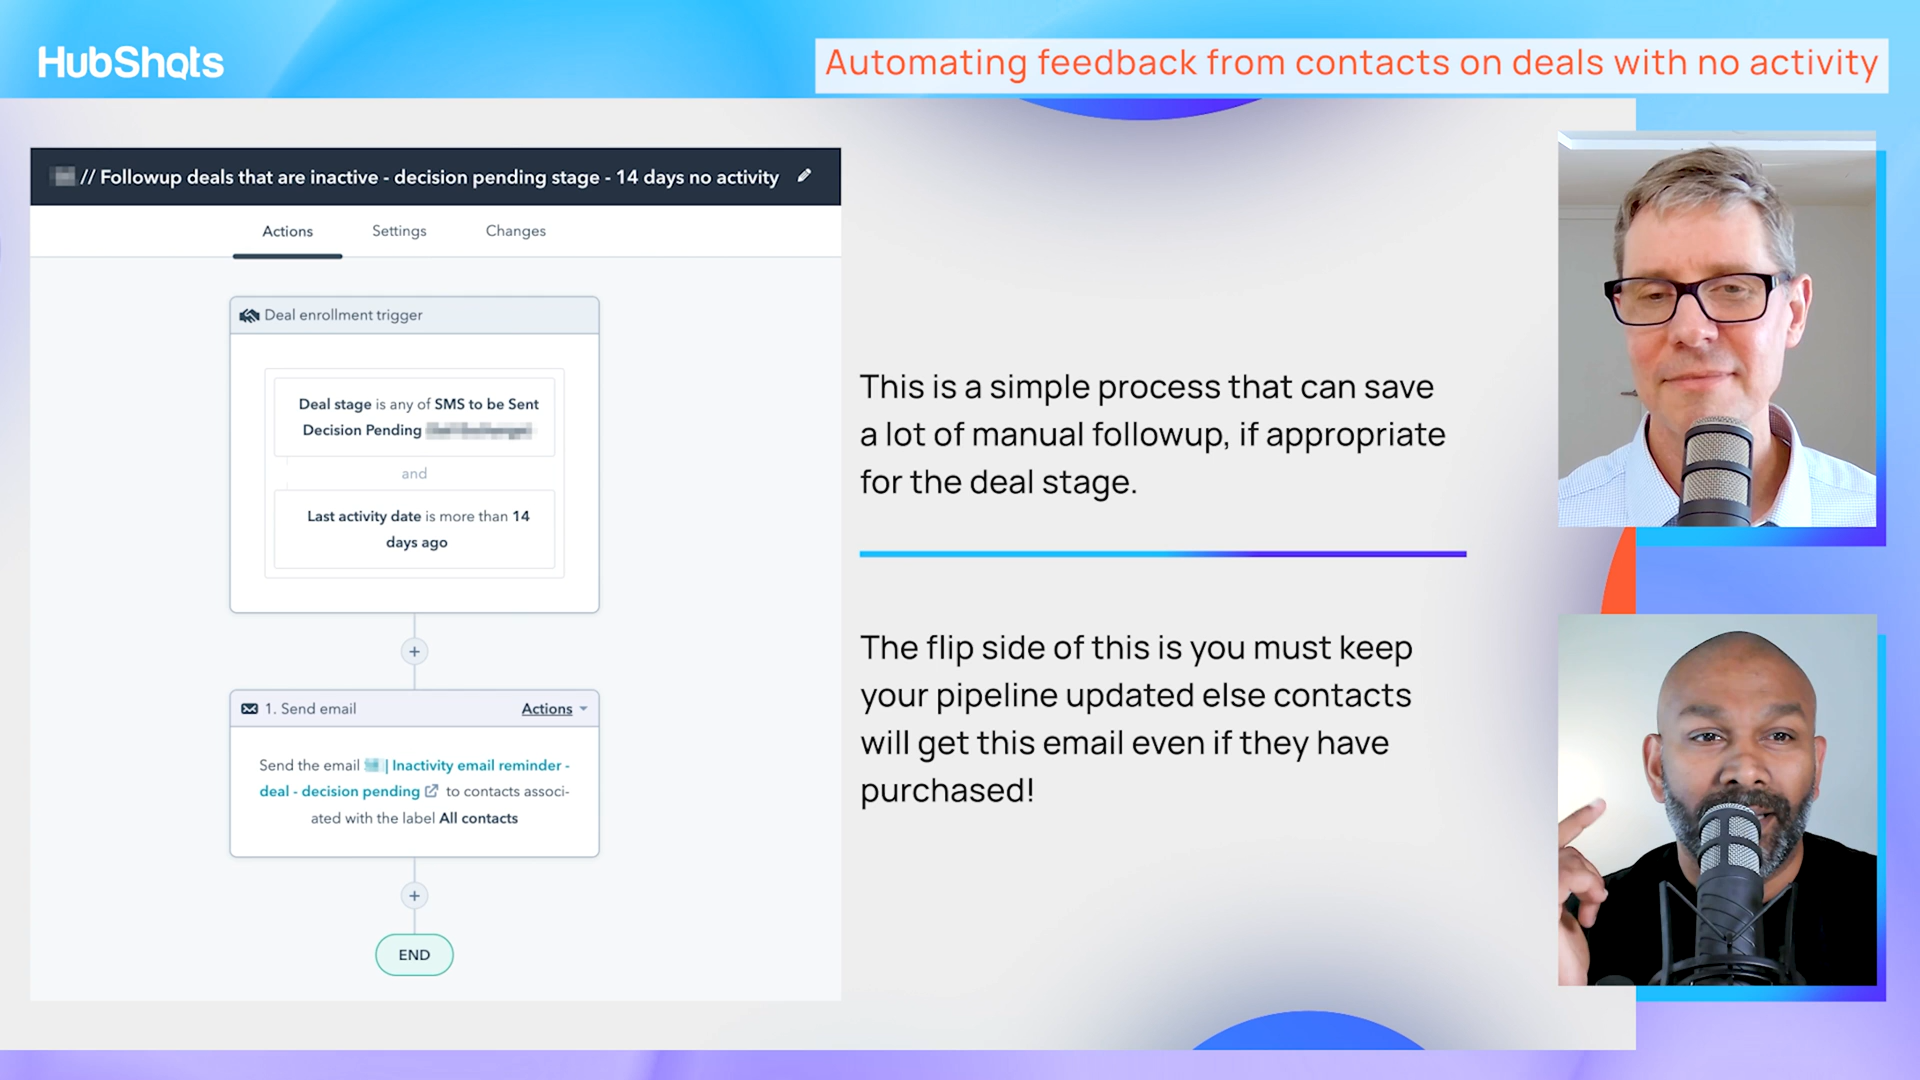 HubShots
Automating feedback from contacts on deals with no activity
// Followup deals that are inactive - decision pending stage - 14 days no activity
Actions Settings Changes
Deal enrollment trigger
Deal stage is any of SMS to be Sent
Decision Pending
and
Last activity date is more than 14
days ago
1. Send email Actions
Send the email | Inactivity email reminder -
deal - decision pending to contacts associ-
ated with the label All contacts
END
This is a simple process that can save
a lot of manual followup, if appropriate
for the deal stage.
The flip side of this is you must keep
your pipeline updated else contacts
will get this email even if they have
purchased!